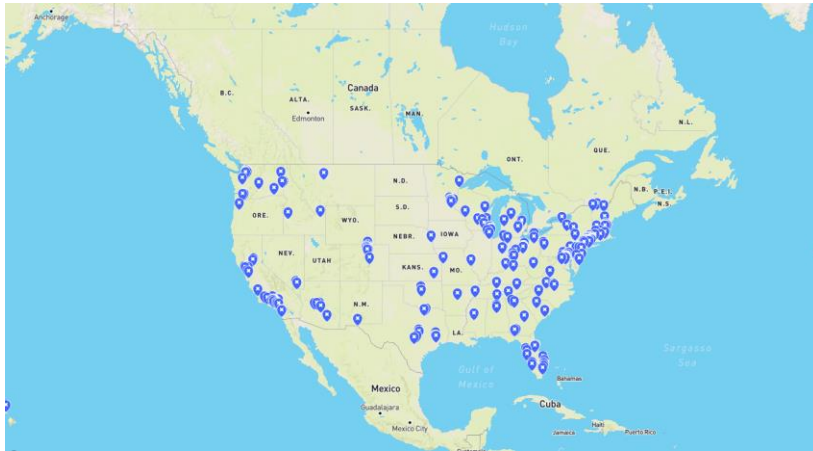 Anchorage
Hudson
Bay
Canada
B.C.
ALTA.
SASK.
MAN.
Edmonton
ONT.
QUE.
N.L.
N.B.
P.E.I.
N.S.
N.D.
S.D.
ORE.
WYO.
NEBR.
IOWA
NEV.
UTAH
KANS.
MO.
N.M.
LA.
Gulf of
Mexico
Sargasso
Sea
Bahamas
Mexico
Guadalajara
Mexico City
Cuba
Haiti
Jamaica
Puerto Rico